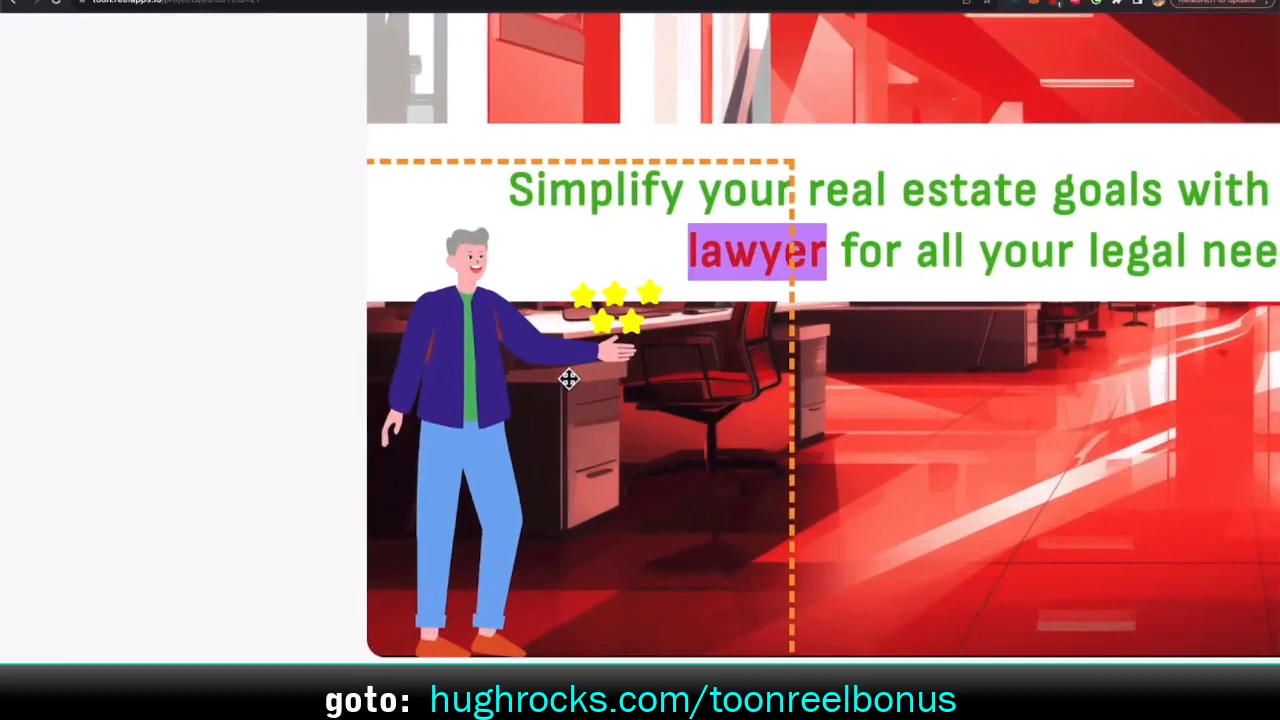 Simplify your real estate goals with
lawyer for all your legal nee
goto: hughrocks.com/toonreelbonus